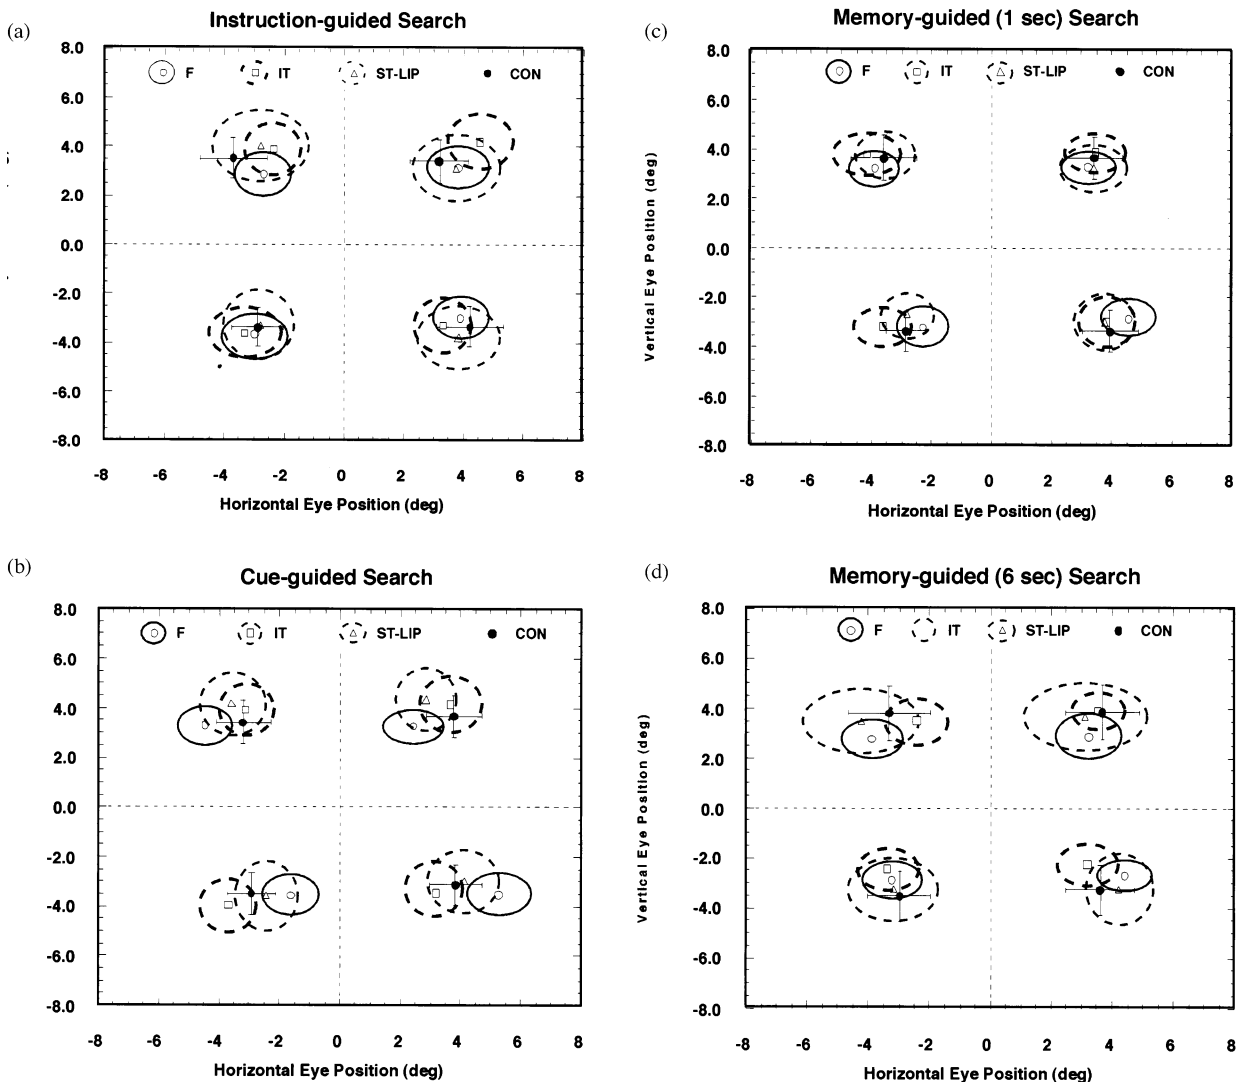 (a)
Instruction-guided Search
8.0
F IT ST-LIP CON
6.0
4.0
2.0
0.0
-2.0
-4.0
-6.0
-8.0
-8 -6 -4 -2 0 2 4 6 8
Horizontal Eye Position (deg)
(c)
Memory-guided (1 sec) Search
8.0
F IT ST-LIP CON
6.0
4.0
2.0
0.0
-2.0
-4.0
-6.0
-8.0
Vertical Eye Position (deg)
-8 -6 -4 -2 0 2 4 6 8
Horizontal Eye Position (deg)
(b)
Cue-guided Search
8.0
F IT ST-LIP CON
6.0
4.0
2.0
0.0
-2.0
-4.0
-6.0
-8.0
-8 -6 -4 -2 0 2 4 6 8
Horizontal Eye Position (deg)
(d)
Memory-guided (6 sec) Search
8.0
F IT ST-LIP CON
6.0
4.0
2.0
0.0
-2.0
-4.0
-6.0
-8.0
Vertical Eye Position (deg)
-8 -6 -4 -2 0 2 4 6 8
Horizontal Eye Position (deg)